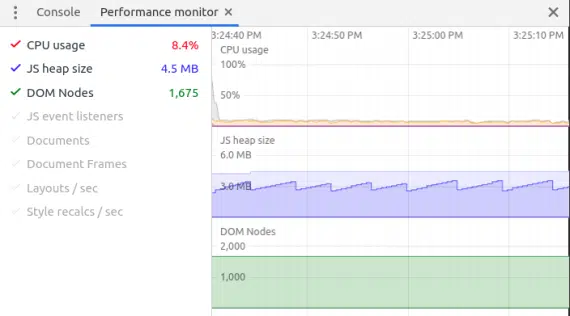 Console Performance monitor
CPU usage 8.4%
JS heap size 4.5 MB
DOM Nodes 1,675
JS event listeners
Documents
Document Frames
Layouts / sec
Style recalcs / sec
3:24:40 PM 3:24:50 PM 3:25:00 PM 3:25:10 PM
CPU usage
100%
50%
JS heap size
6.0 MB
3.0 MB
DOM Nodes
2,000
1,000